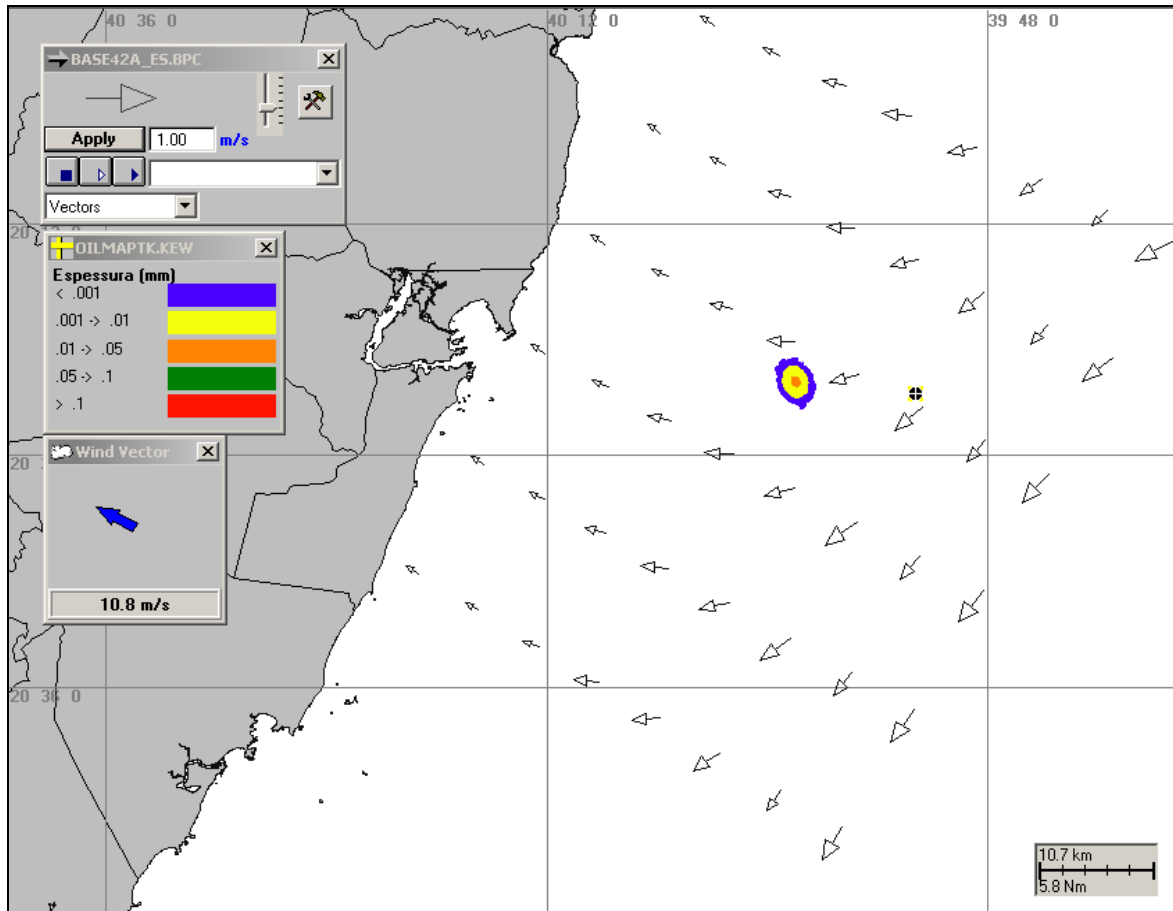 40 36 0
40 12 0
39 48 0
BASE42A_ES.BPC
Apply
1.00
m/s
Vectors
OILMAPTK.KEW
Espessura (mm)
< .001
.001 -> .01
.01 -> .05
.05 -> .1
> .1
20
Wind Vector
10.8 m/s
20 36 0
10.7 km
5.8 Nm